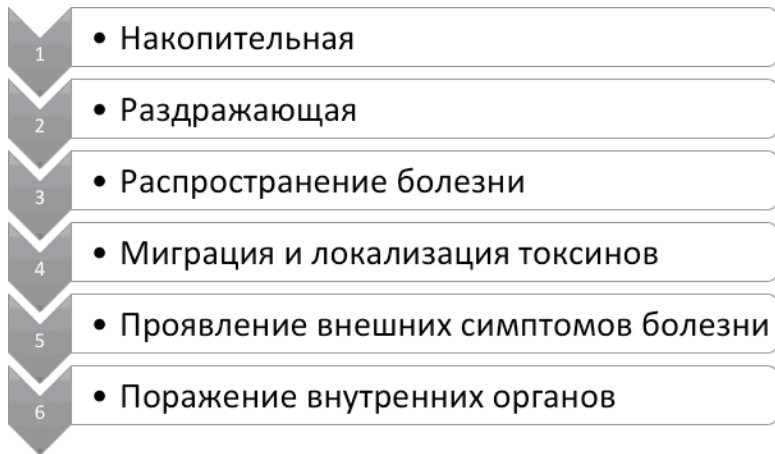 1 • Накопительная
2 • Раздражающая
3 • Распространение болезни
4 • Миграция и локализация токсинов
5 • Проявление внешних симптомов болезни
6 • Поражение внутренних органов